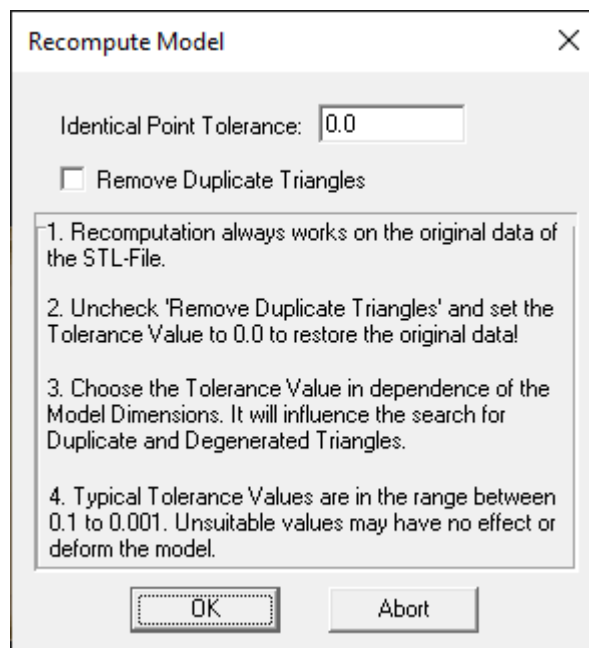 Recompute Model
Identical Point Tolerance: 0.0
Remove Duplicate Triangles
1. Recomputation always works on the original data of
the STL-File.
2. Uncheck 'Remove Duplicate Triangles' and set the
Tolerance Value to 0.0 to restore the original data!
3. Choose the Tolerance Value in dependence of the
Model Dimensions. It will influence the search for
Duplicate and Degenerated Triangles.
4. Typical Tolerance Values are in the range between
0.1 to 0.001. Unsuitable values may have no effect or
deform the model.
OK Abort